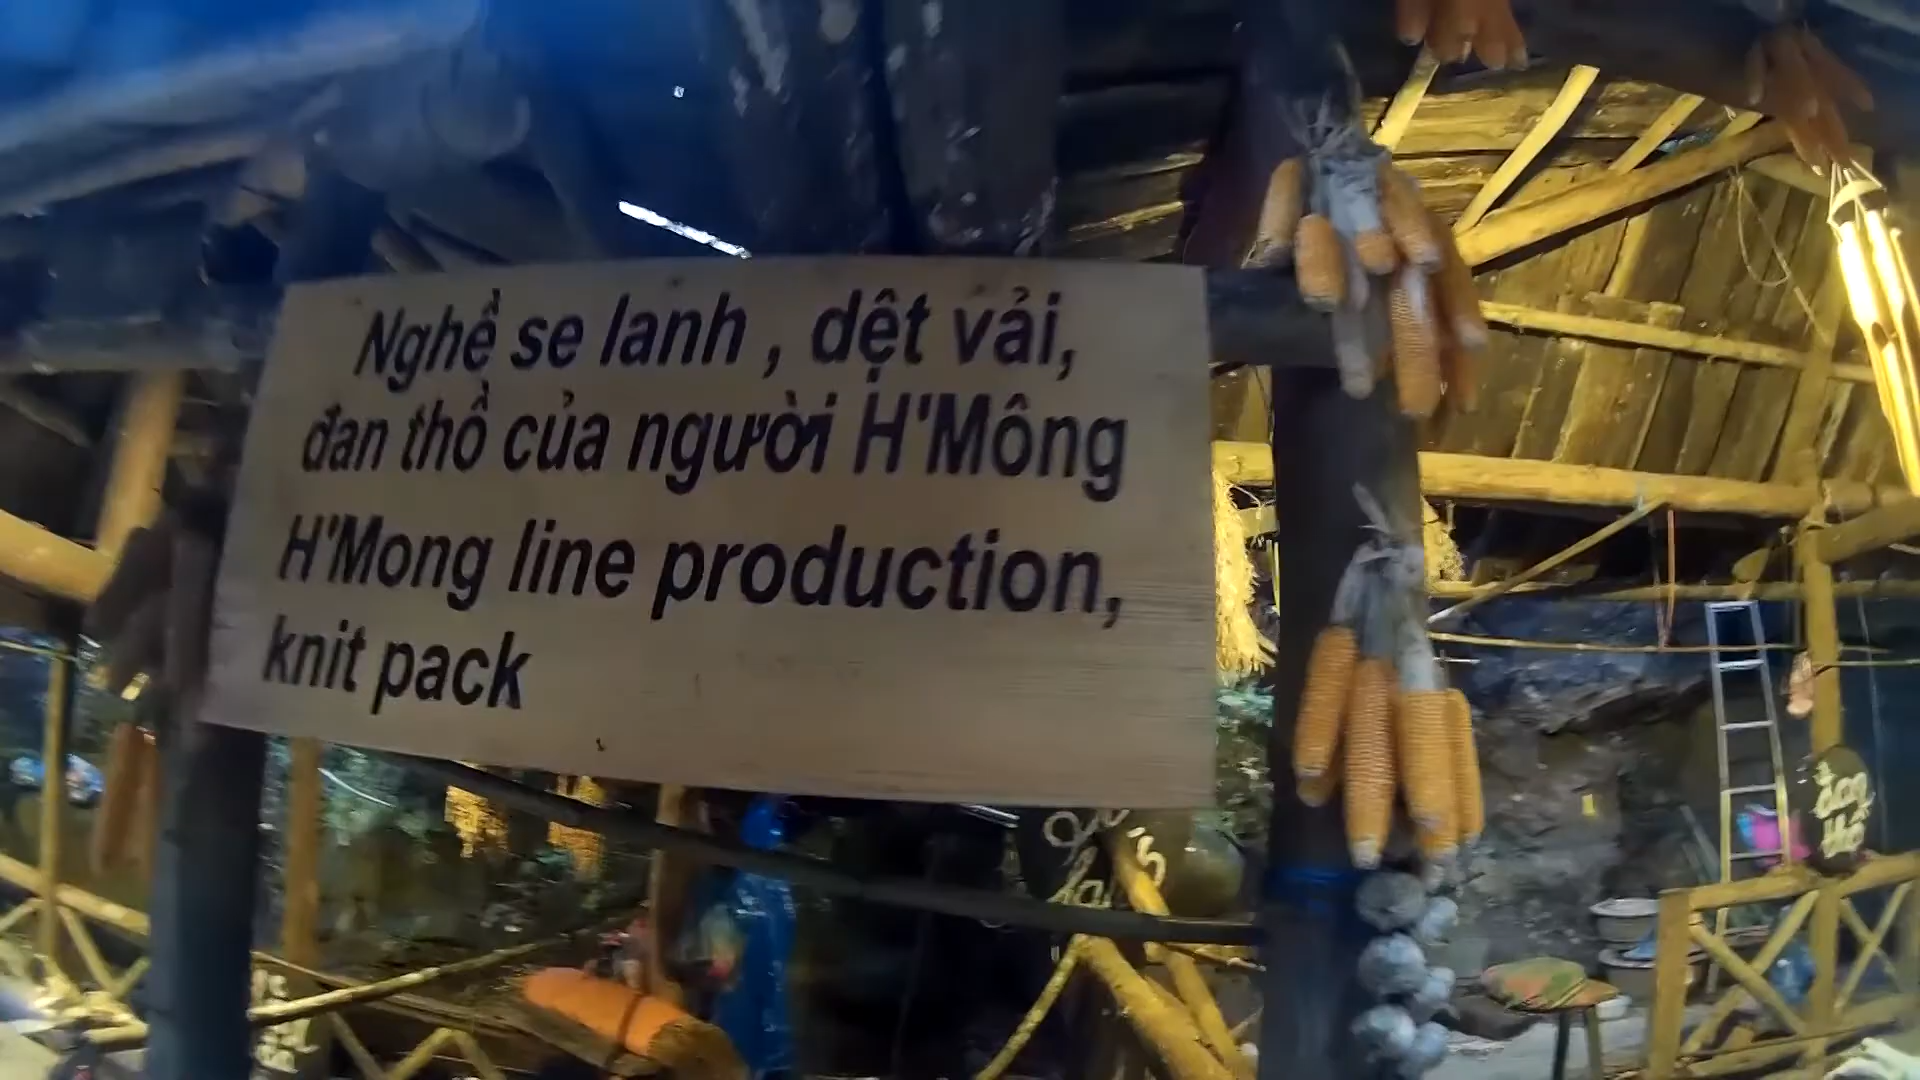 Nghề se lanh , dệt vải,
đan thồ của người H'Mông
H'Mong line production,
knit pack